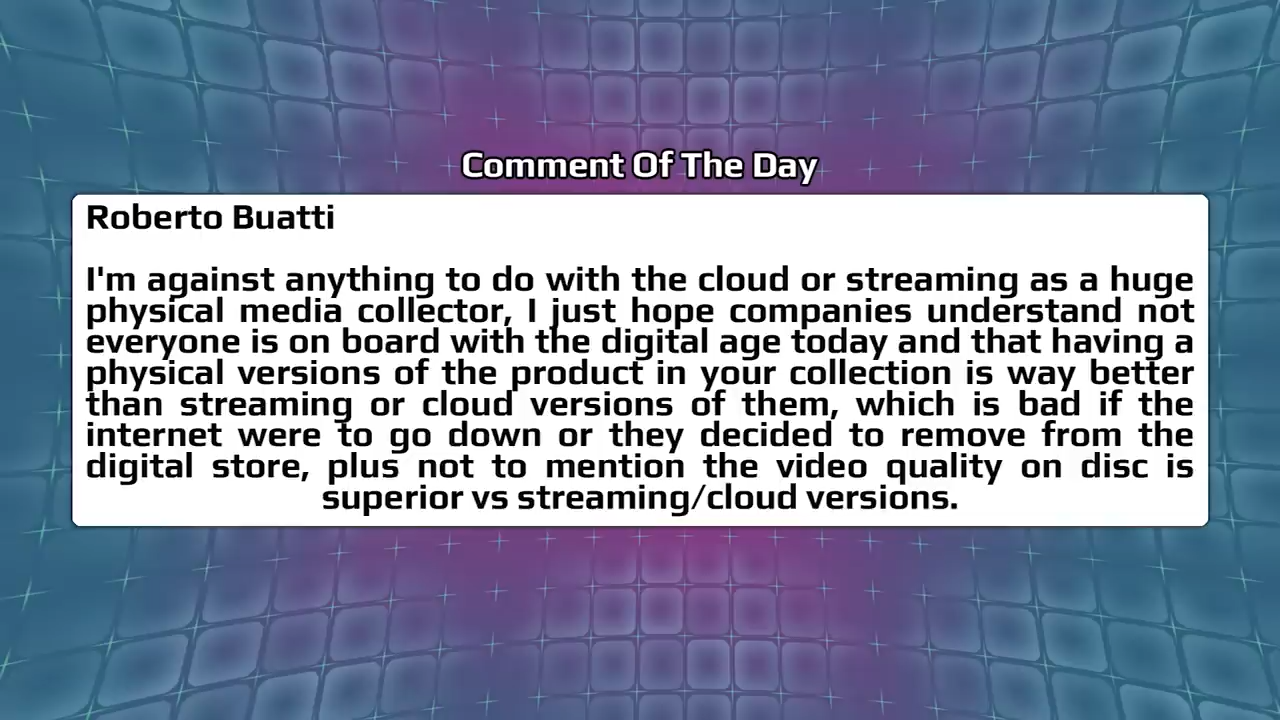 Comment Of The Day
Roberto Buatti
I'm against anything to do with the cloud or streaming as a huge
physical media collector, I just hope companies understand not
everyone is on board with the digital age today and that having a
physical versions of the product in your collection is way better
than streaming or cloud versions of them, which is bad if the
internet were to go down or they decided to remove from the
digital store, plus not to mention the video quality on disc is
superior vs streaming/cloud versions.